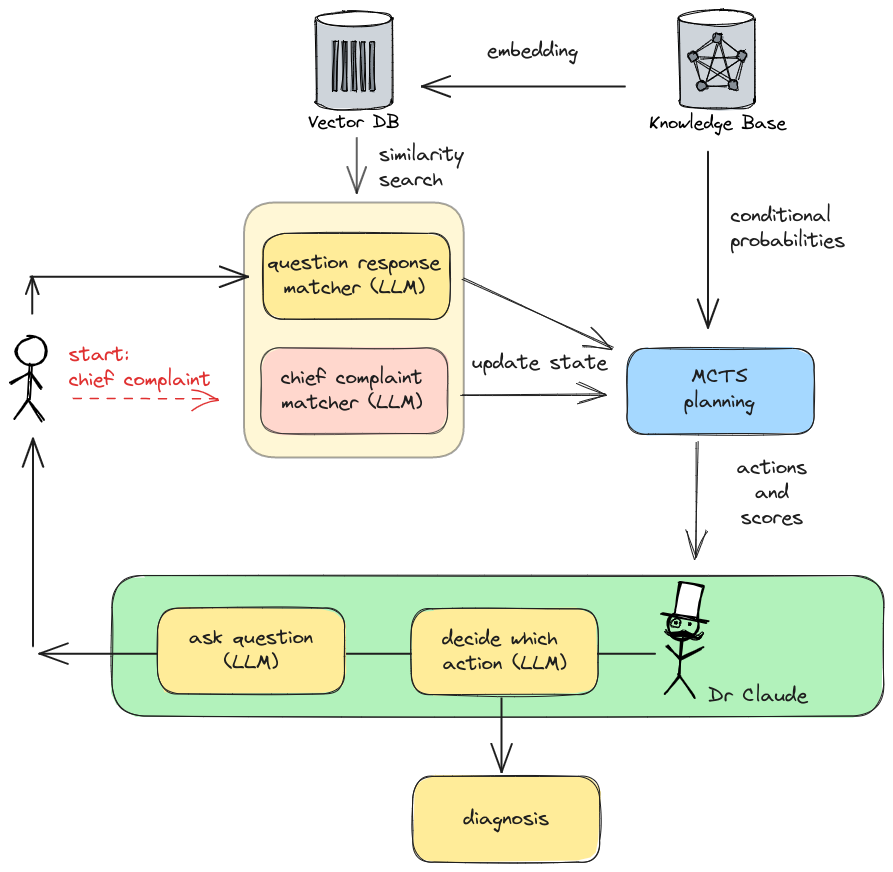 embedding
Vector DB
Knowledge Base
similarity
search
conditional
probabilities
question response
matcher (LLM)
start:
chief complaint
chief complaint
matcher (LLM)
update state
MCTS
planning
actions
and
scores
ask question
(LLM)
decide which
action (LLM)
Dr Claude
diagnosis